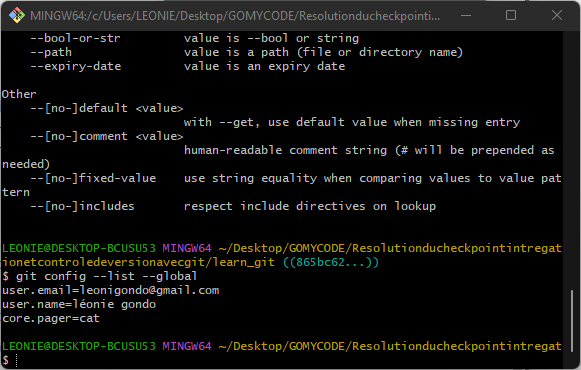 MINGW64:/c/Users/LEONIE/Desktop/GOMYCODE/Resolutionducheckpointi...
--bool-or-str value is --bool or string
--path value is a path (file or directory name)
--expiry-date value is an expiry date
Other
--[no-]default <value>
with --get, use default value when missing entry
--[no-]comment <value>
human-readable comment string (# will be prepended as
needed)
--[no-]fixed-value use string equality when comparing values to value pat
tern
--[no-]includes respect include directives on lookup
LEONIE@DESKTOP-BCUSU53 MINGW64 ~/Desktop/GOMYCODE/Resolutionducheckpointintregat
ionetcontroledeversionavecgit/learn_git ((865bc62...))
$ git config --list --global
user.email=leonigondo@gmail.com
user.name=léonie gondo
core.pager=cat
LEONIE@DESKTOP-BCUSU53 MINGW64 ~/Desktop/GOMYCODE/Resolutionducheckpointintregat
$